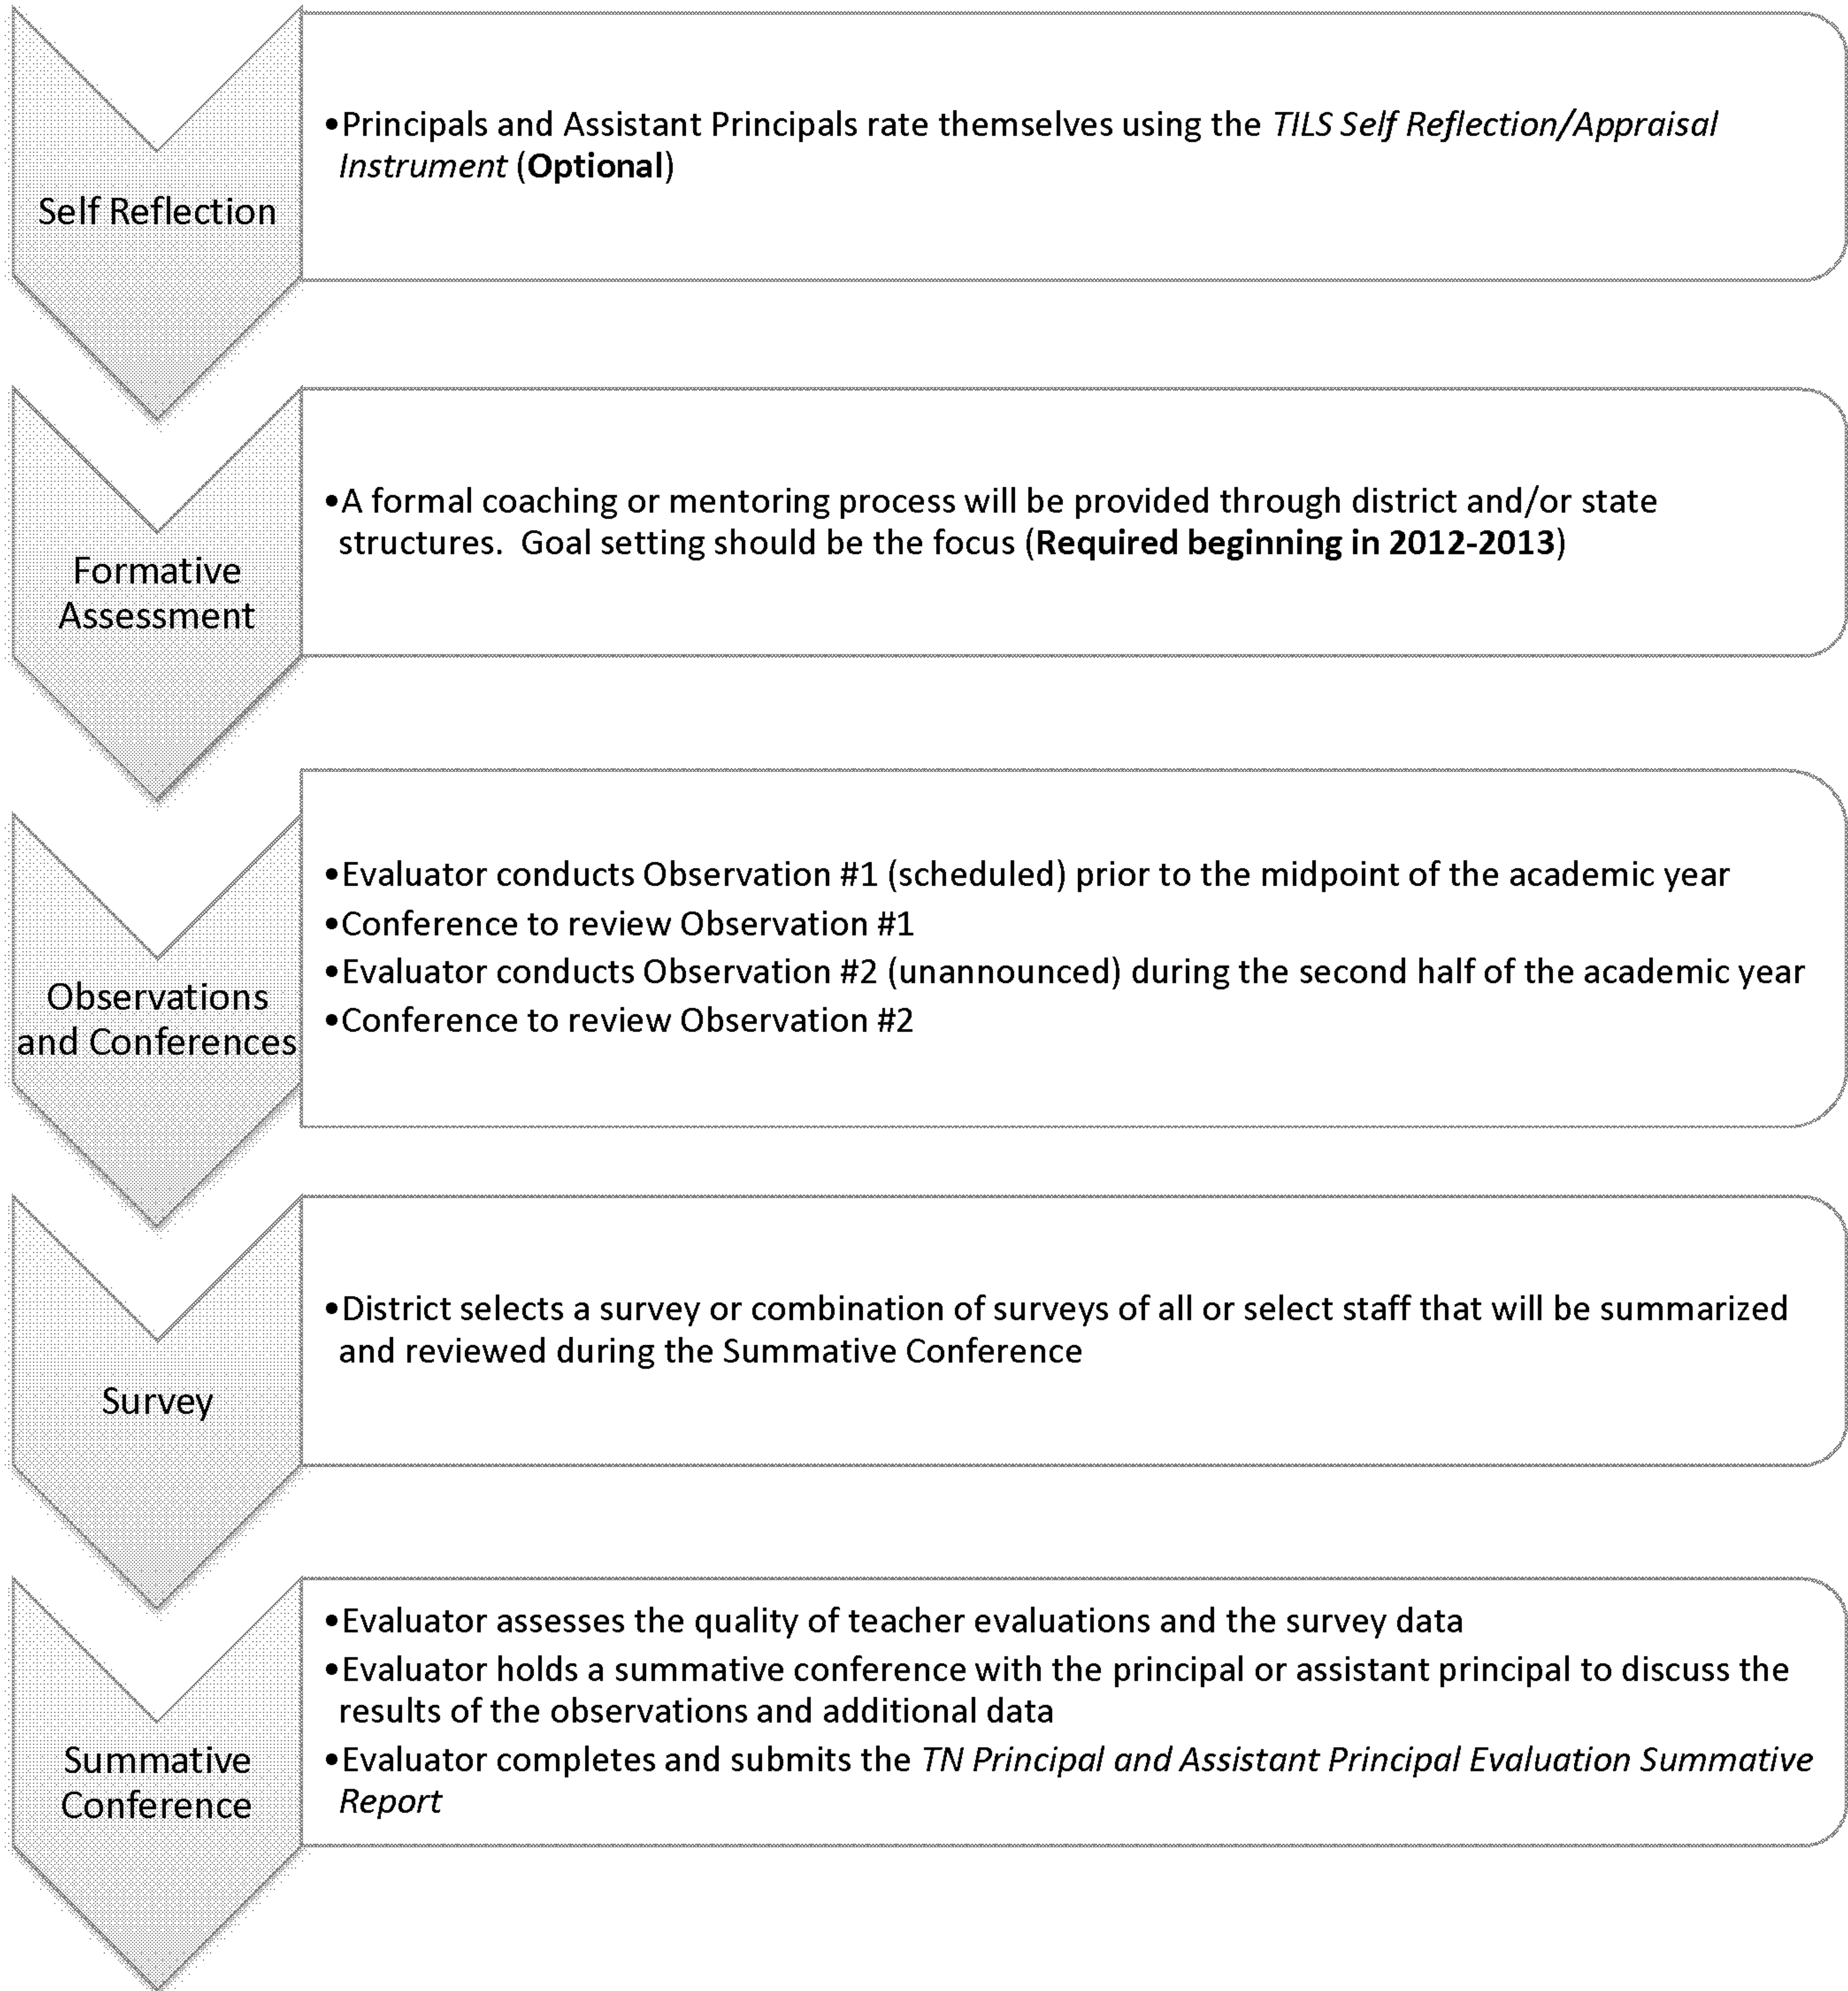 Self Reflection
•Principals and Assistant Principals rate themselves using the TILS Self Reflection/Appraisal
Instrument (Optional)
Formative
Assessment
•A formal coaching or mentoring process will be provided through district and/or state
structures.  Goal setting should be the focus (Required beginning in 2012-2013)
Observations
and Conferences
•Evaluator conducts Observation #1 (scheduled) prior to the midpoint of the academic year
•Conference to review Observation #1
•Evaluator conducts Observation #2 (unannounced) during the second half of the academic year
•Conference to review Observation #2
Survey
•District selects a survey or combination of surveys of all or select staff that will be summarized
and reviewed during the Summative Conference
Summative
Conference
•Evaluator assesses the quality of teacher evaluations and the survey data
•Evaluator holds a summative conference with the principal or assistant principal to discuss the
results of the observations and additional data
•Evaluator completes and submits the TN Principal and Assistant Principal Evaluation Summative
Report